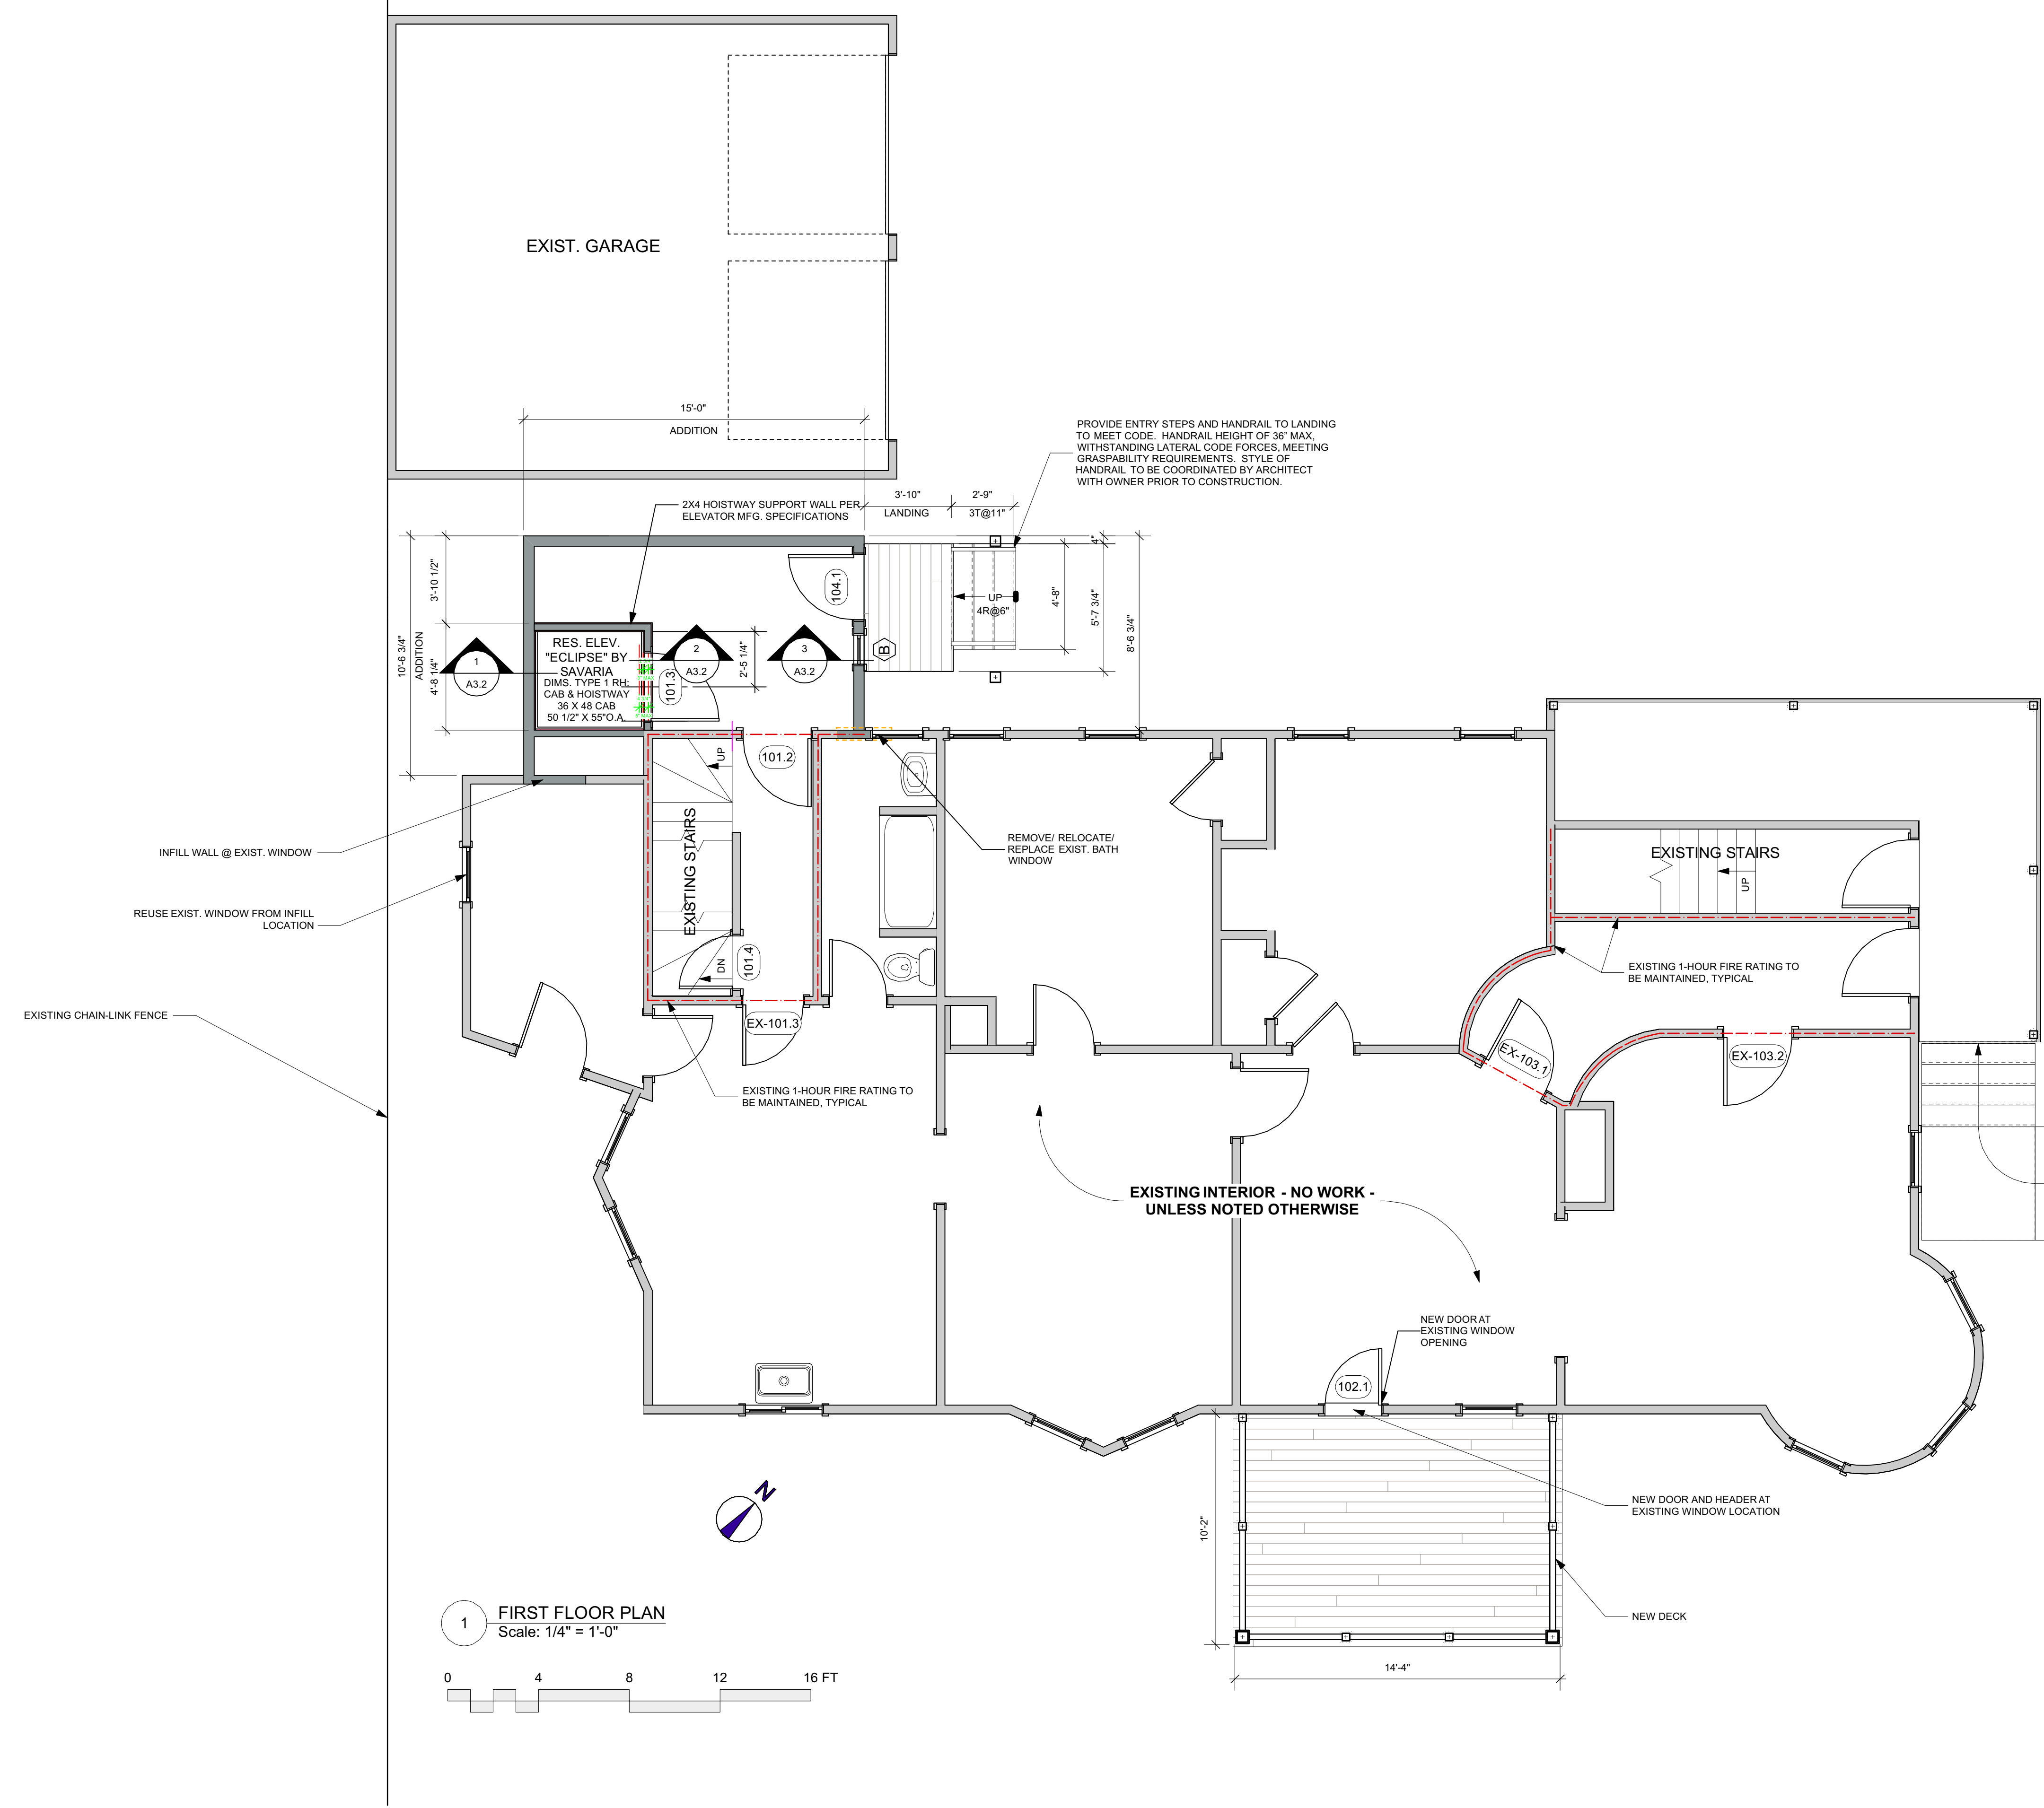 EXIST. GARAGE
15'-0"
ADDITION
PROVIDE ENTRY STEPS AND HANDRAIL TO LANDING
TO MEET CODE. HANDRAIL HEIGHT OF 36" MAX,
WITHSTANDING LATERAL CODE FORCES, MEETING
GRASPABILITY REQUIREMENTS. STYLE OF
HANDRAIL TO BE COORDINATED BY ARCHITECT
WITH OWNER PRIOR TO CONSTRUCTION.
2X4 HOISTWAY SUPPORT WALL PER
ELEVATOR MFG. SPECIFICATIONS
3'-10"
LANDING
2'-9"
3T@11"
10'-6 3/4"
ADDITION
3'-10 1/2"
4'-8 1/4"
1
A3.2
RES. ELEV.
"ECLIPSE" BY
SAVARIA
DIMS. TYPE 1 RH:
CAB & HOISTWAY
36 X 48 CAB
50 1/2" X 55"O.A.
2
A3.2
101.3
2'-5 1/4"
3
A3.2
104.1
B
UP
4R@6"
4'-8"
4"
5'-7 3/4"
8'-6 3/4"
UP
101.2
EXISTING STAIRS
DN
101.4
EX-101.3
REMOVE/ RELOCATE/
REPLACE EXIST. BATH
WINDOW
INFILL WALL @ EXIST. WINDOW
REUSE EXIST. WINDOW FROM INFILL
LOCATION
EXISTING CHAIN-LINK FENCE
EXISTING 1-HOUR FIRE RATING TO
BE MAINTAINED, TYPICAL
EXISTING STAIRS
UP
EXISTING 1-HOUR FIRE RATING TO
BE MAINTAINED, TYPICAL
EX-103.1
EX-103.2
EXISTING INTERIOR - NO WORK -
UNLESS NOTED OTHERWISE
NEW DOOR AT
EXISTING WINDOW
OPENING
102.1
NEW DOOR AND HEADER AT
EXISTING WINDOW LOCATION
10'-2"
NEW DECK
14'-4"
N
1
FIRST FLOOR PLAN
Scale: 1/4" = 1'-0"
0 4 8 12 16 FT